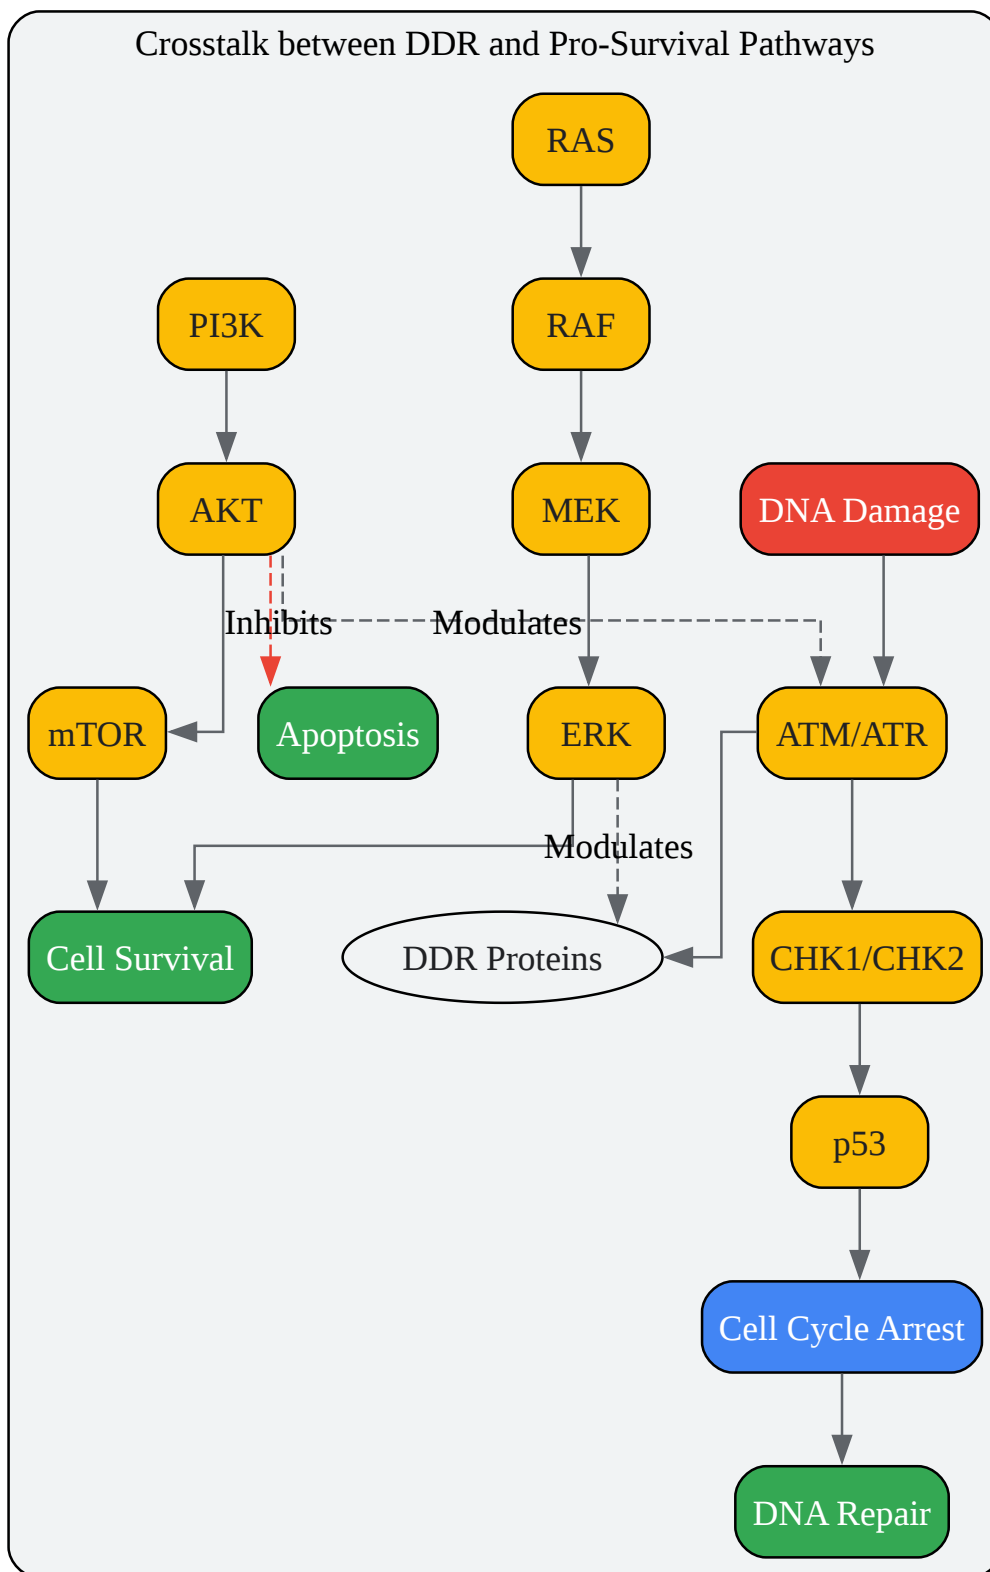 Crosstalk between DDR and Pro-Survival Pathways
RAS
PI3K
RAF
AKT
MEK
DNA Damage
Inhibits
Modulates
mTOR
Apoptosis
ERK
ATM/ATR
Modulates
Cell Survival
DDR Proteins
CHK1/CHK2
p53
Cell Cycle Arrest
DNA Repair